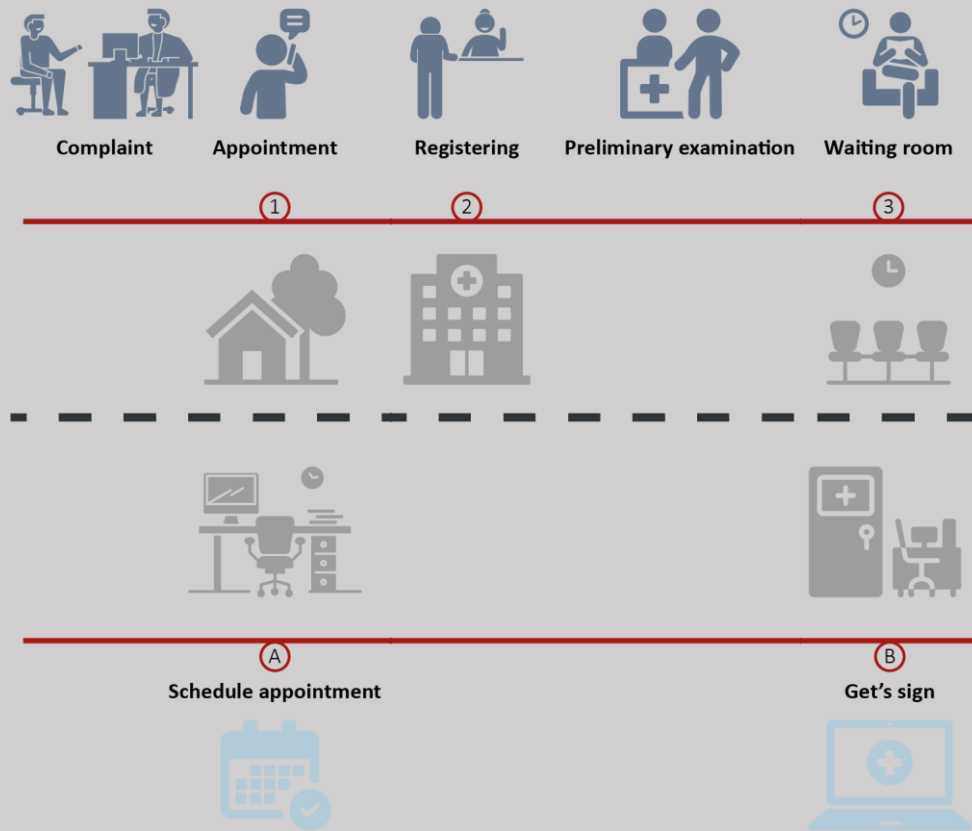 Complaint
Appointment
Registering
Preliminary examination
Waiting room
1
2
3
A
B
Schedule appointment
Get’s sign